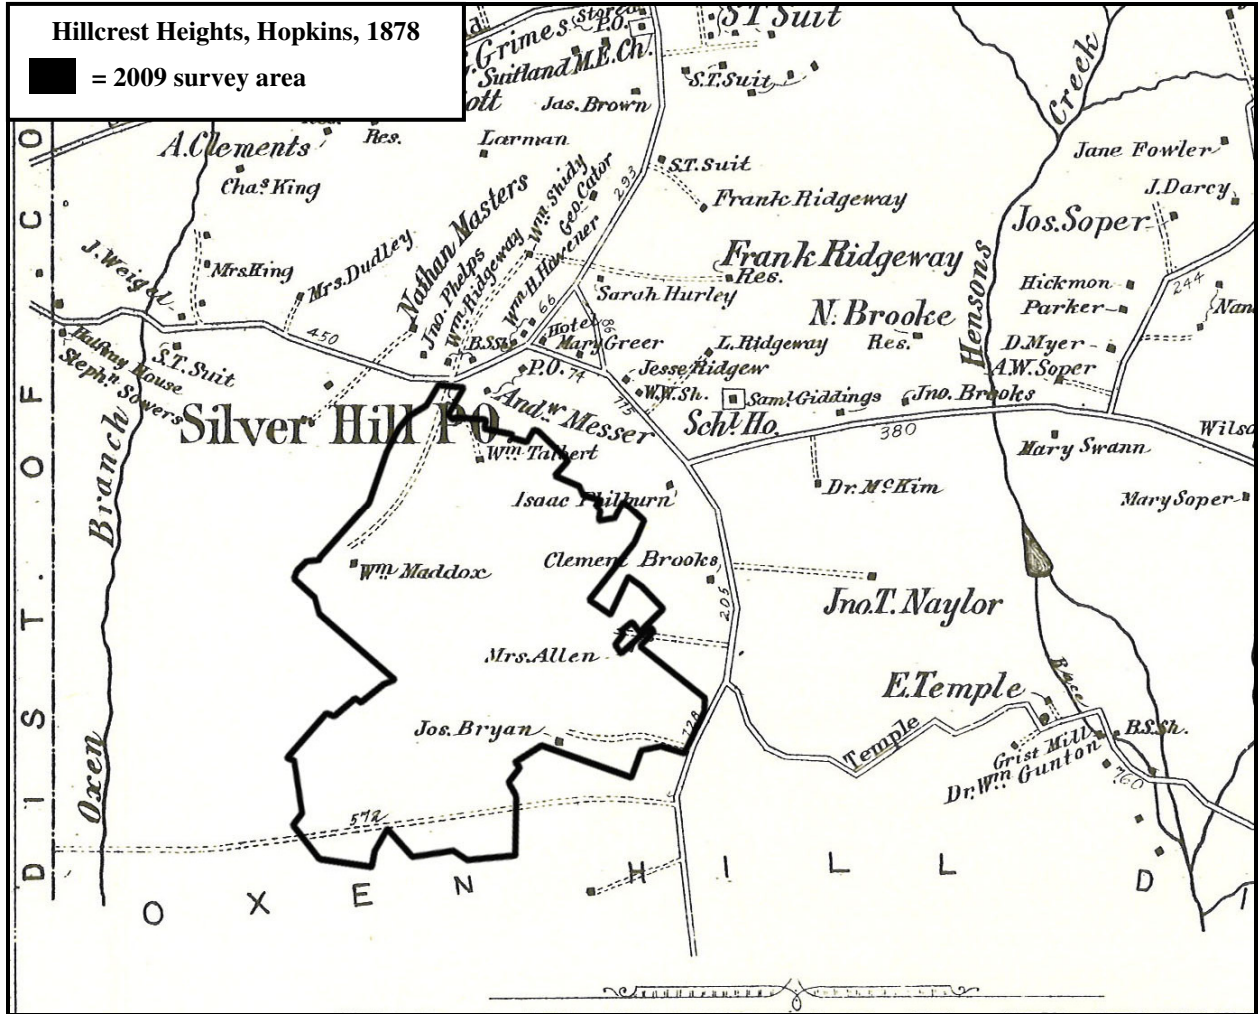 Hillcrest Heights, Hopkins, 1878
= 2009 survey area
Grimes
Store
P.O.
Suitland M.E. Ch.
S T Suit
S.T. Suit
ott
Jas. Brown
Creek
A. Clements
Res.
Larman
Chas. King
S.T. Suit
Frank Ridgeway
Jane Fowler
J. Darcy
Jos. Soper
J. Weigel
Mrs King
Mrs. Dudley
Nathan Masters
Jno. Phelps
Wm Ridgeway
Wm Shidy
Geo. Cator
Wm H. Havener
293
66
Frank Ridgeway
Res.
Sarah Hurley
Hensons
Hickmon
Parker
244
Nan
N. Brooke
Res.
450
B.S.Sh.
Hotel
86
Mary Greer
L. Ridgeway
D. Myer
A.W. Soper
Halfway House
Stephn Sowers
S.T. Suit
P.O.
74
Jesse Ridgew
W.W. Sh.
775
Saml. Giddings
Jno. Brooks
Silver Hill P O
Andw Messer
Schl. Ho.
380
Mary Swann
Wilso
Wm Talbert
Isaac Philburn
Dr. McKim
Mary Soper
Branch
Wm Maddox
Clement Brooks
205
Jno. T. Naylor
Mrs. Allen
E. Temple
Race
Jos. Bryan
728
Temple
Grist Mill
Dr. Wm Gunton
B.S.Sh.
760
Oxen
572
D I S T . O F . C O
O X E N H I L L D I